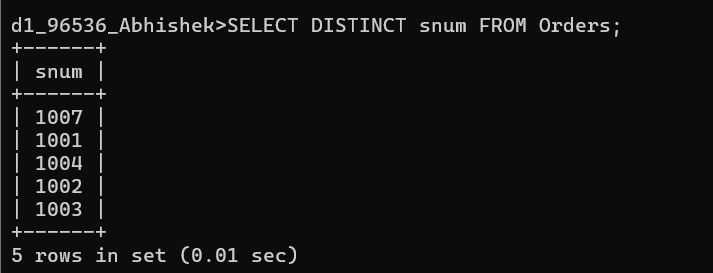 d1_96536_Abhishek>SELECT DISTINCT snum FROM Orders;
+------+
| snum |
+------+
| 1007 |
| 1001 |
| 1004 |
| 1002 |
| 1003 |
+------+
5 rows in set (0.01 sec)